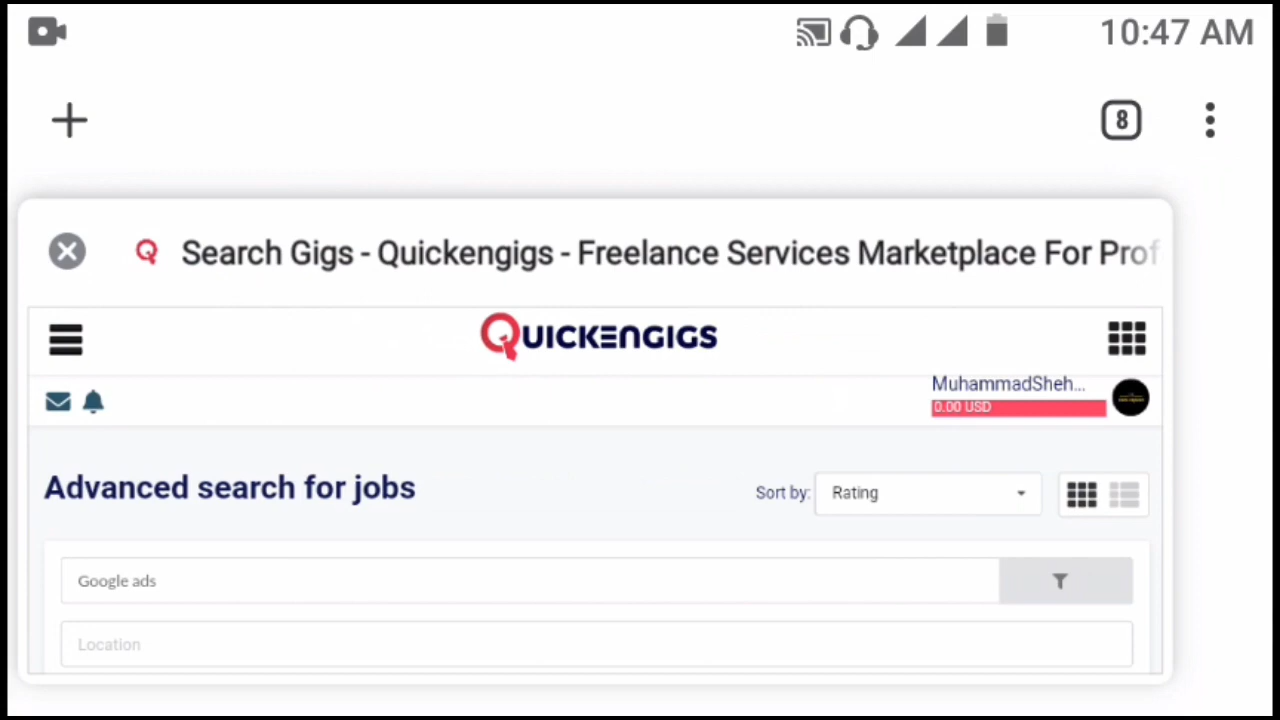 10:47 AM
8
Search Gigs - Quickengigs - Freelance Services Marketplace For Prof
QUICKENGIGS
MuhammadSheh...
0.00 USD
Advanced search for jobs
Sort by:
Rating
Google ads
Location